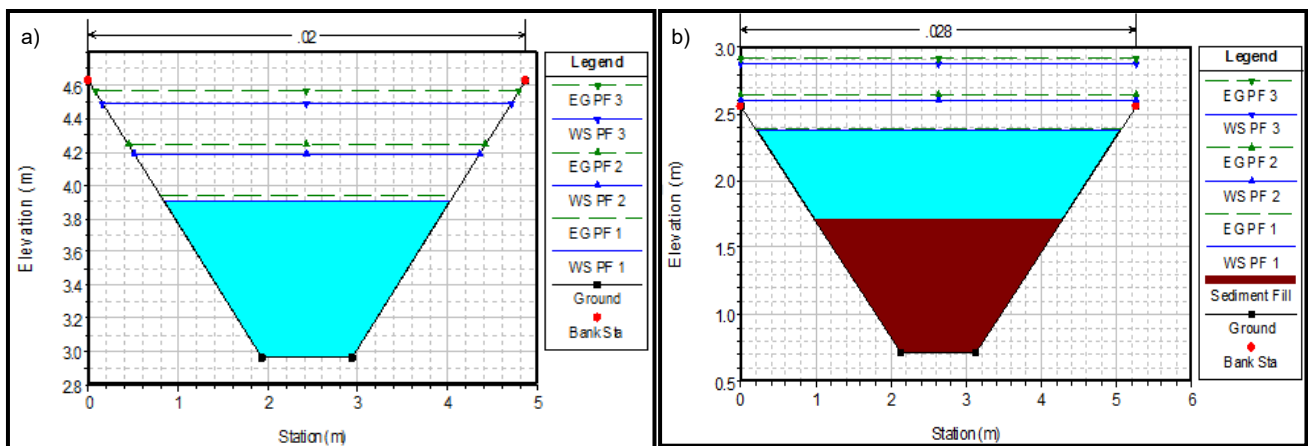 a)
.02
Elevation (m)
4.6
4.4
4.2
4.0
3.8
3.6
3.4
3.2
3.0
2.8
0
1
2
3
4
5
Station (m)
Legend
EG PF 3
WS PF 3
EG PF 2
WS PF 2
EG PF 1
WS PF 1
Ground
Bank Sta
b)
.028
Elevation (m)
3.0
2.5
2.0
1.5
1.0
0.5
0
1
2
3
4
5
6
Station (m)
Legend
EG PF 3
WS PF 3
EG PF 2
WS PF 2
EG PF 1
WS PF 1
Sediment Fill
Ground
Bank Sta